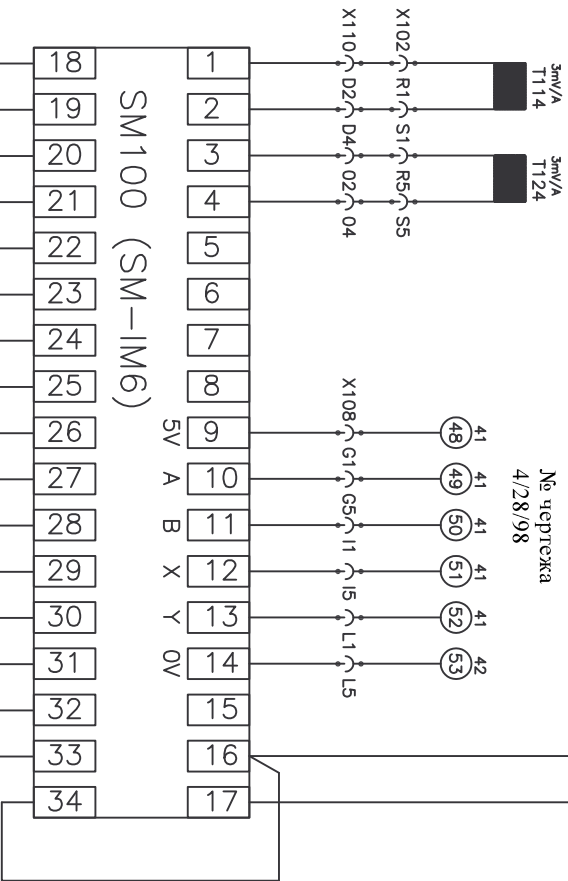 3mV/A
T114
3mV/A
T124
X102 R1 S1 R5 S5
X110 D2 D4 02 04
SM100 (SM-IM6)
18 1
19 2
20 3
21 4
22 5
23 6
24 7
25 8
26 5V 9
27 A 10
28 B 11
29 X 12
30 Y 13
31 0V 14
32 15
33 16
34 17
X108 G1 G5 I1 I5 L1 L5
48 41
49 41
50 41
51 41
52 41
53 42
№ чертежа
4/28/98